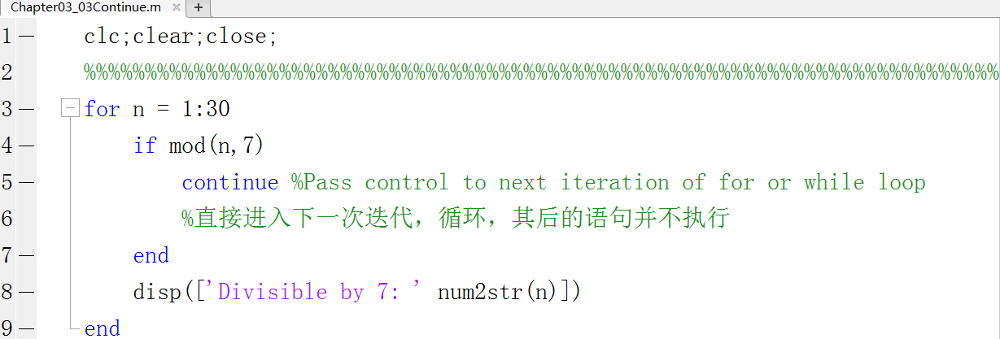 Chapter03_03Continue.m × +
1 — clc;clear;close;
2 %%%%%%%%%%%%%%%%%%%%%%%%%%%%%%%%%%%%%%%%%%%%%%%%%%%%%%%%%%%%%%%%%%%%%%%%%%%
3 — for n = 1:30
4 — if mod(n,7)
5 — continue %Pass control to next iteration of for or while loop
6 %直接进入下一次迭代，循环，其后的语句并不执行
7 — end
8 — disp(['Divisible by 7: ' num2str(n)])
9 — end